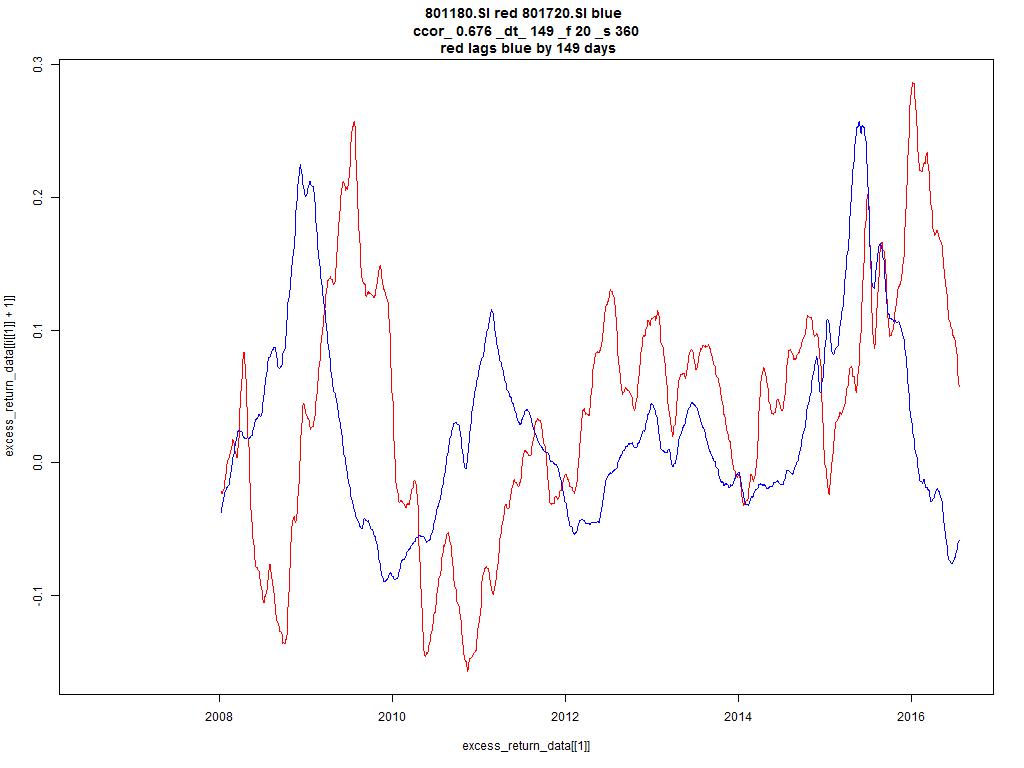 801180.SI red 801720.SI blue
ccor_ 0.676 _dt_ 149 _f 20 _s 360
red lags blue by 149 days
0.3
0.2
0.1
0.0
-0.1
excess_return_data[[i[[1]] + 1]]
2008 2010 2012 2014 2016
excess_return_data[[1]]